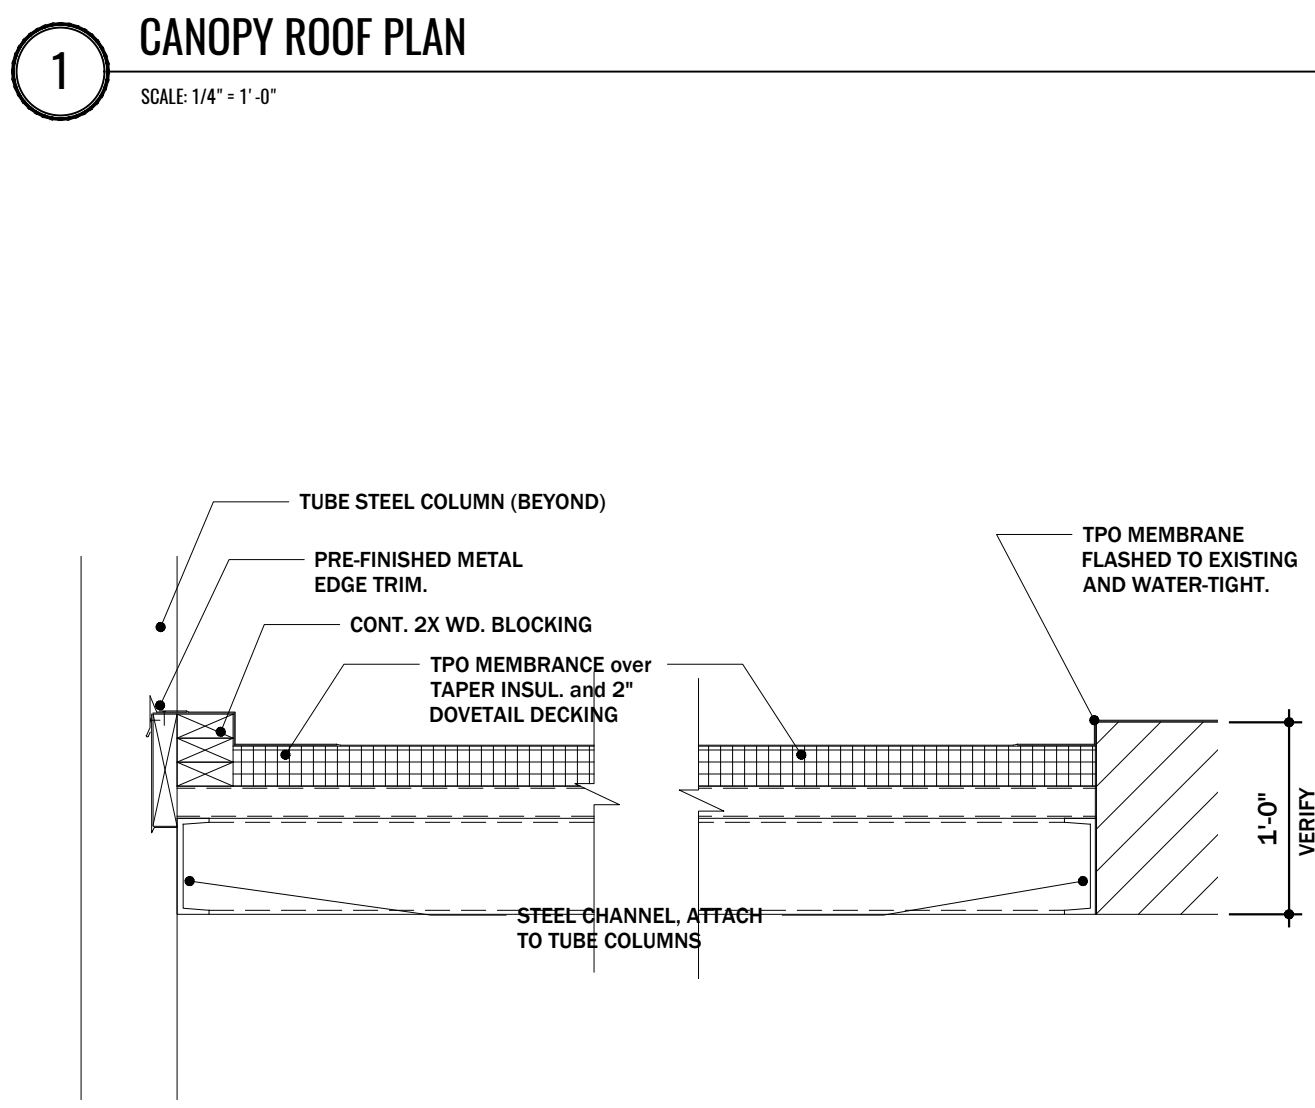 1
CANOPY ROOF PLAN
SCALE: 1/4" = 1'-0"
TUBE STEEL COLUMN (BEYOND)
PRE-FINISHED METAL
EDGE TRIM.
CONT. 2X WD. BLOCKING
TPO MEMBRANCE over
TAPER INSUL. and 2"
DOVETAIL DECKING
TPO MEMBRANE
FLASHED TO EXISTING
AND WATER-TIGHT.
1'-0"
VERIFY
STEEL CHANNEL, ATTACH
TO TUBE COLUMNS